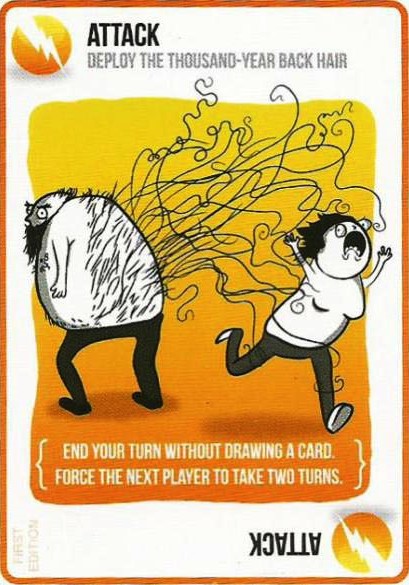 ATTACK
DEPLOY THE THOUSAND-YEAR BACK HAIR
END YOUR TURN WITHOUT DRAWING A CARD.
FORCE THE NEXT PLAYER TO TAKE TWO TURNS.
FIRST
EDITION
ATTACK